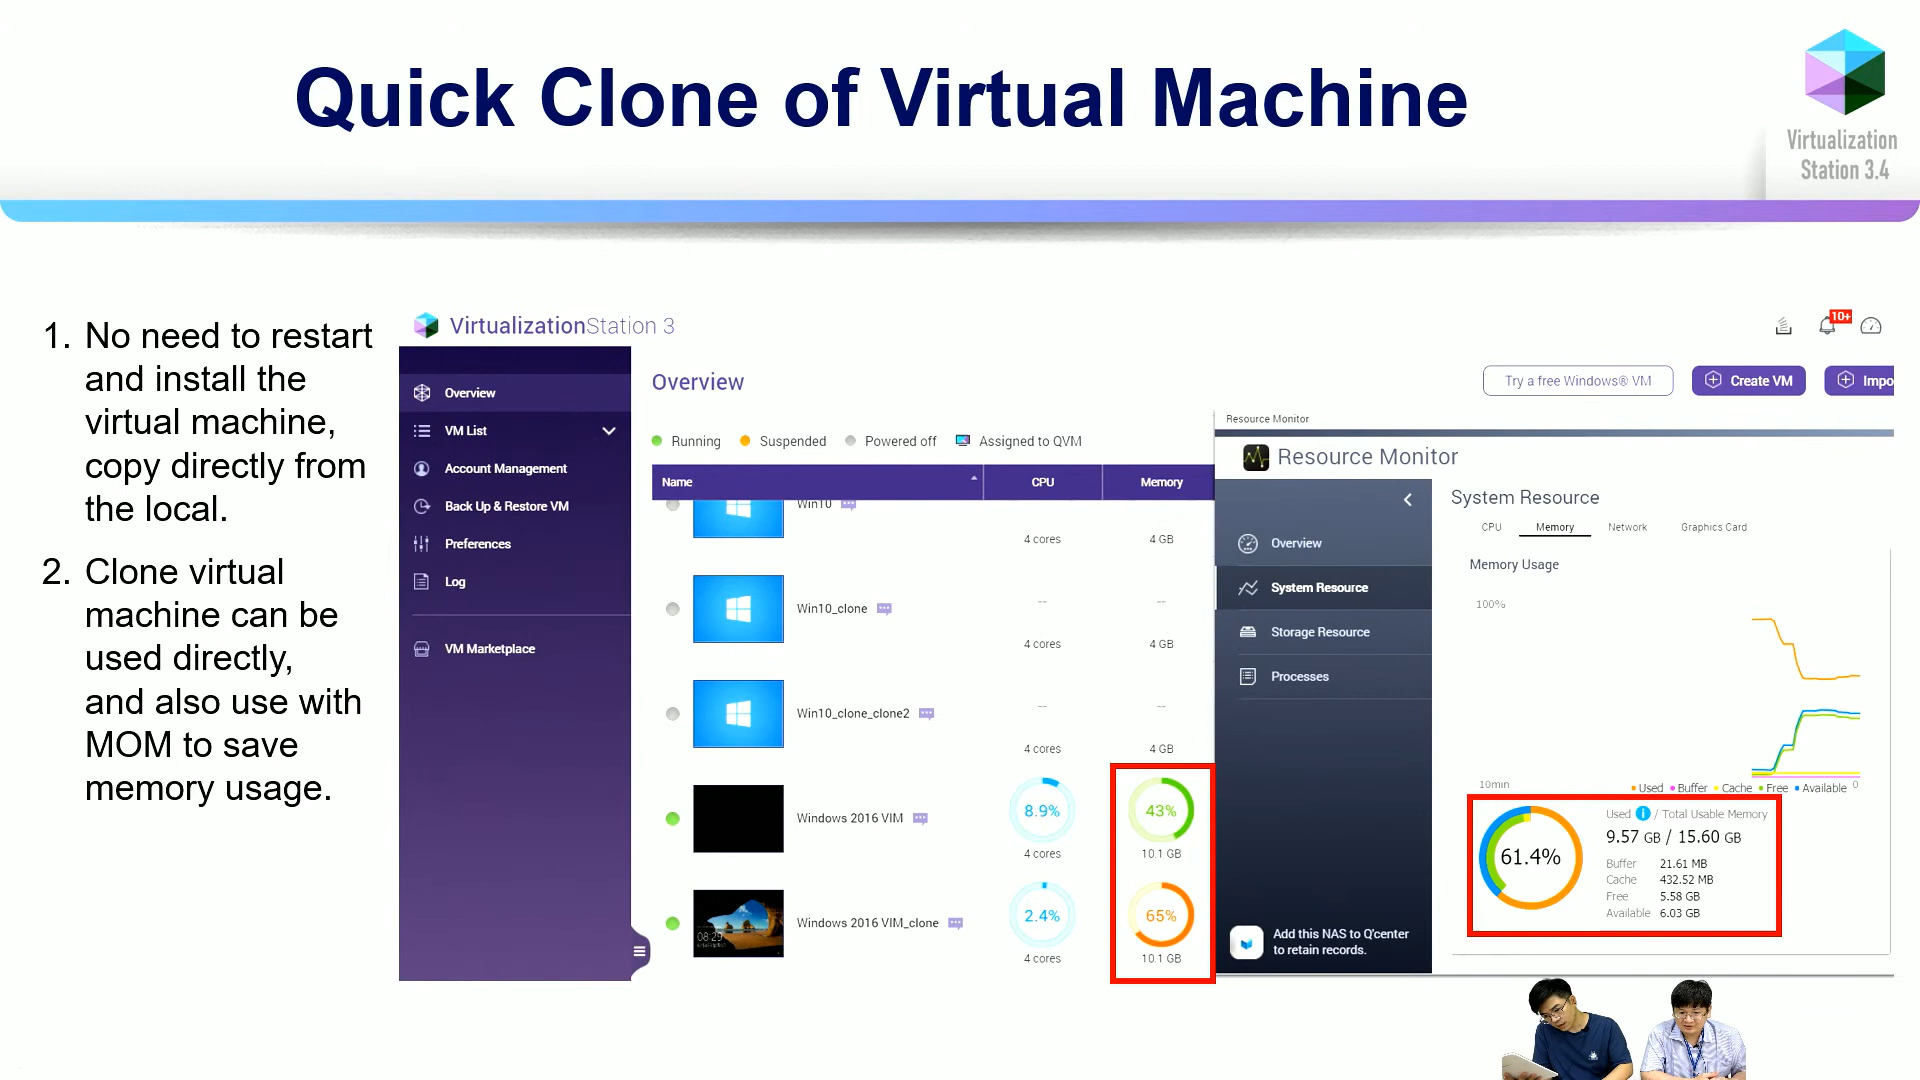 Quick Clone of Virtual Machine
Virtualization
Station 3.4
1. No need to restart
and install the
virtual machine,
copy directly from
the local.
2. Clone virtual
machine can be
used directly,
and also use with
MOM to save
memory usage.
VirtualizationStation 3
10+
Overview
VM List
Account Management
Back Up & Restore VM
Preferences
Log
VM Marketplace
Overview
Try a free Windows® VM
Create VM
Impo
Running
Suspended
Powered off
Assigned to QVM
Name
CPU
Memory
Win10
4 cores
4 GB
Win10_clone
--
--
4 cores
4 GB
Win10_clone_clone2
--
--
4 cores
4 GB
Windows 2016 VIM
8.9%
43%
4 cores
10.1 GB
08:29
Windows 2016 VIM_clone
2.4%
65%
4 cores
10.1 GB
Resource Monitor
Resource Monitor
Overview
System Resource
Storage Resource
Processes
Add this NAS to Q'center
to retain records.
System Resource
CPU
Memory
Network
Graphics Card
Memory Usage
100%
10min
Used
Buffer
Cache
Free
Available
0
61.4%
Used i / Total Usable Memory
9.57 GB / 15.60 GB
Buffer 21.61 MB
Cache 432.52 MB
Free 5.58 GB
Available 6.03 GB